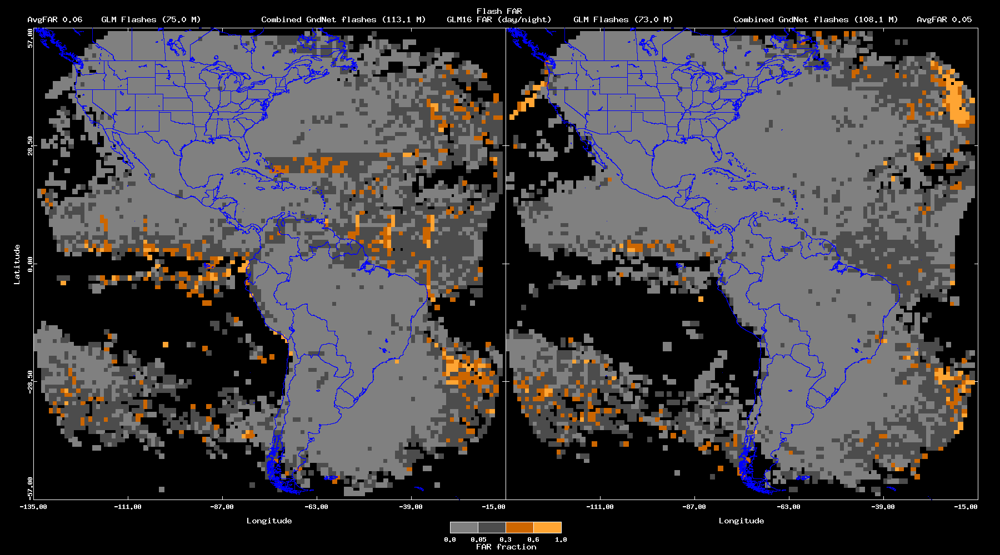 Flash FAR
AvgFAR 0.06 GLM Flashes (75.0 M) Combined GndNet flashes (113.1 M) GLM16 FAR (day/night) GLM Flashes (73.0 M) Combined GndNet flashes (108.1 M) AvgFAR 0.05
57.00
28.50
0.00
-28.50
-57.00
Latitude
-135.00 -111.00 -87.00 -63.00 -39.00 -15.00 -111.00 -87.00 -63.00 -39.00 -15.00
Longitude Longitude
0.0 0.05 0.3 0.6 1.0
FAR fraction